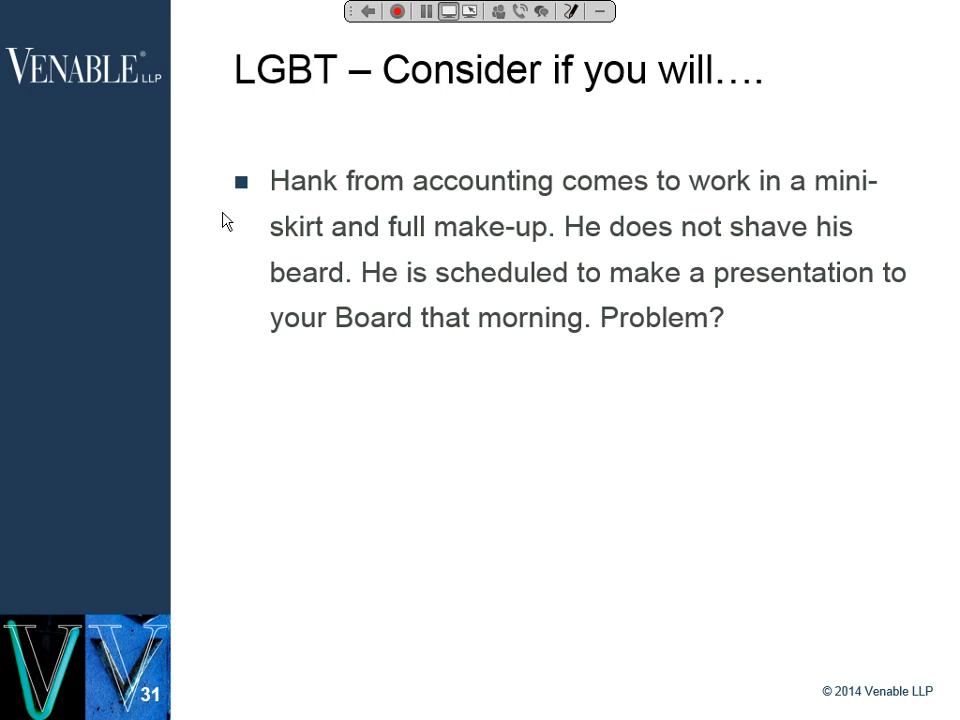 VENABLE® LLP
LGBT – Consider if you will….
■ Hank from accounting comes to work in a mini-
skirt and full make-up. He does not shave his
beard. He is scheduled to make a presentation to
your Board that morning. Problem?
VV
31
© 2014 Venable LLP